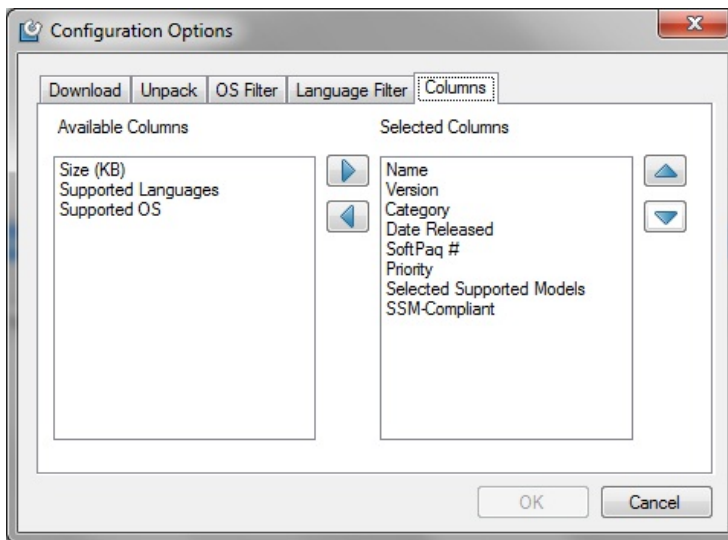 Configuration Options
Download
Unpack
OS Filter
Language Filter
Columns
Available Columns
Size (KB)
Supported Languages
Supported OS
Selected Columns
Name
Version
Category
Date Released
SoftPaq #
Priority
Selected Supported Models
SSM-Compliant
OK
Cancel